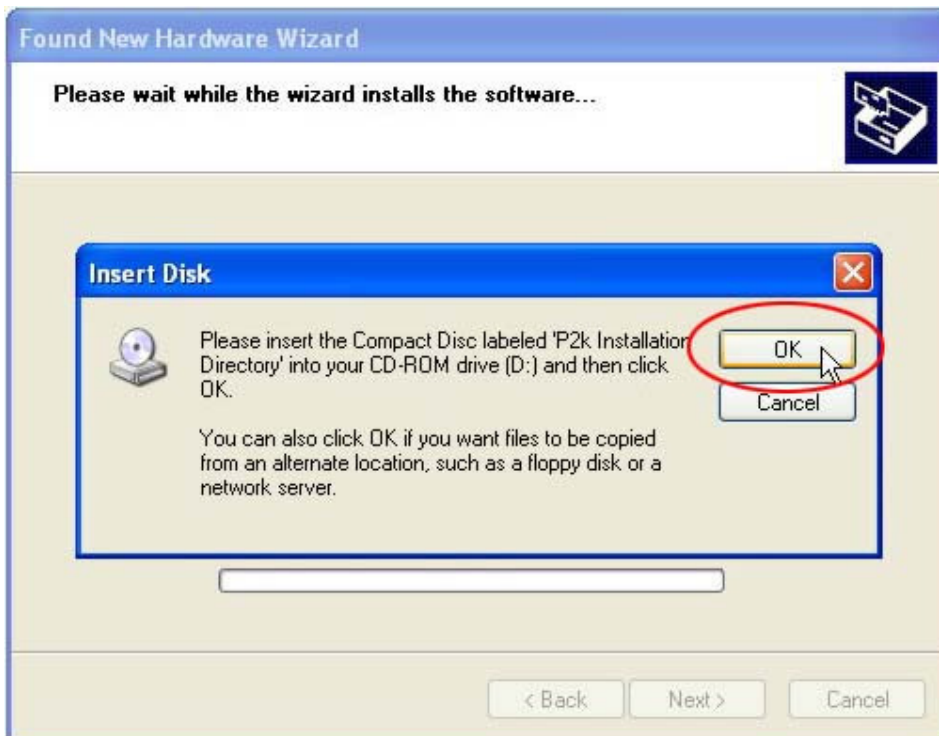 Found New Hardware Wizard
Please wait while the wizard installs the software...
Insert Disk
Please insert the Compact Disc labeled 'P2k Installation
Directory' into your CD-ROM drive (D:) and then click
OK.
You can also click OK if you want files to be copied
from an alternate location, such as a floppy disk or a
network server.
OK
Cancel
< Back
Next >
Cancel